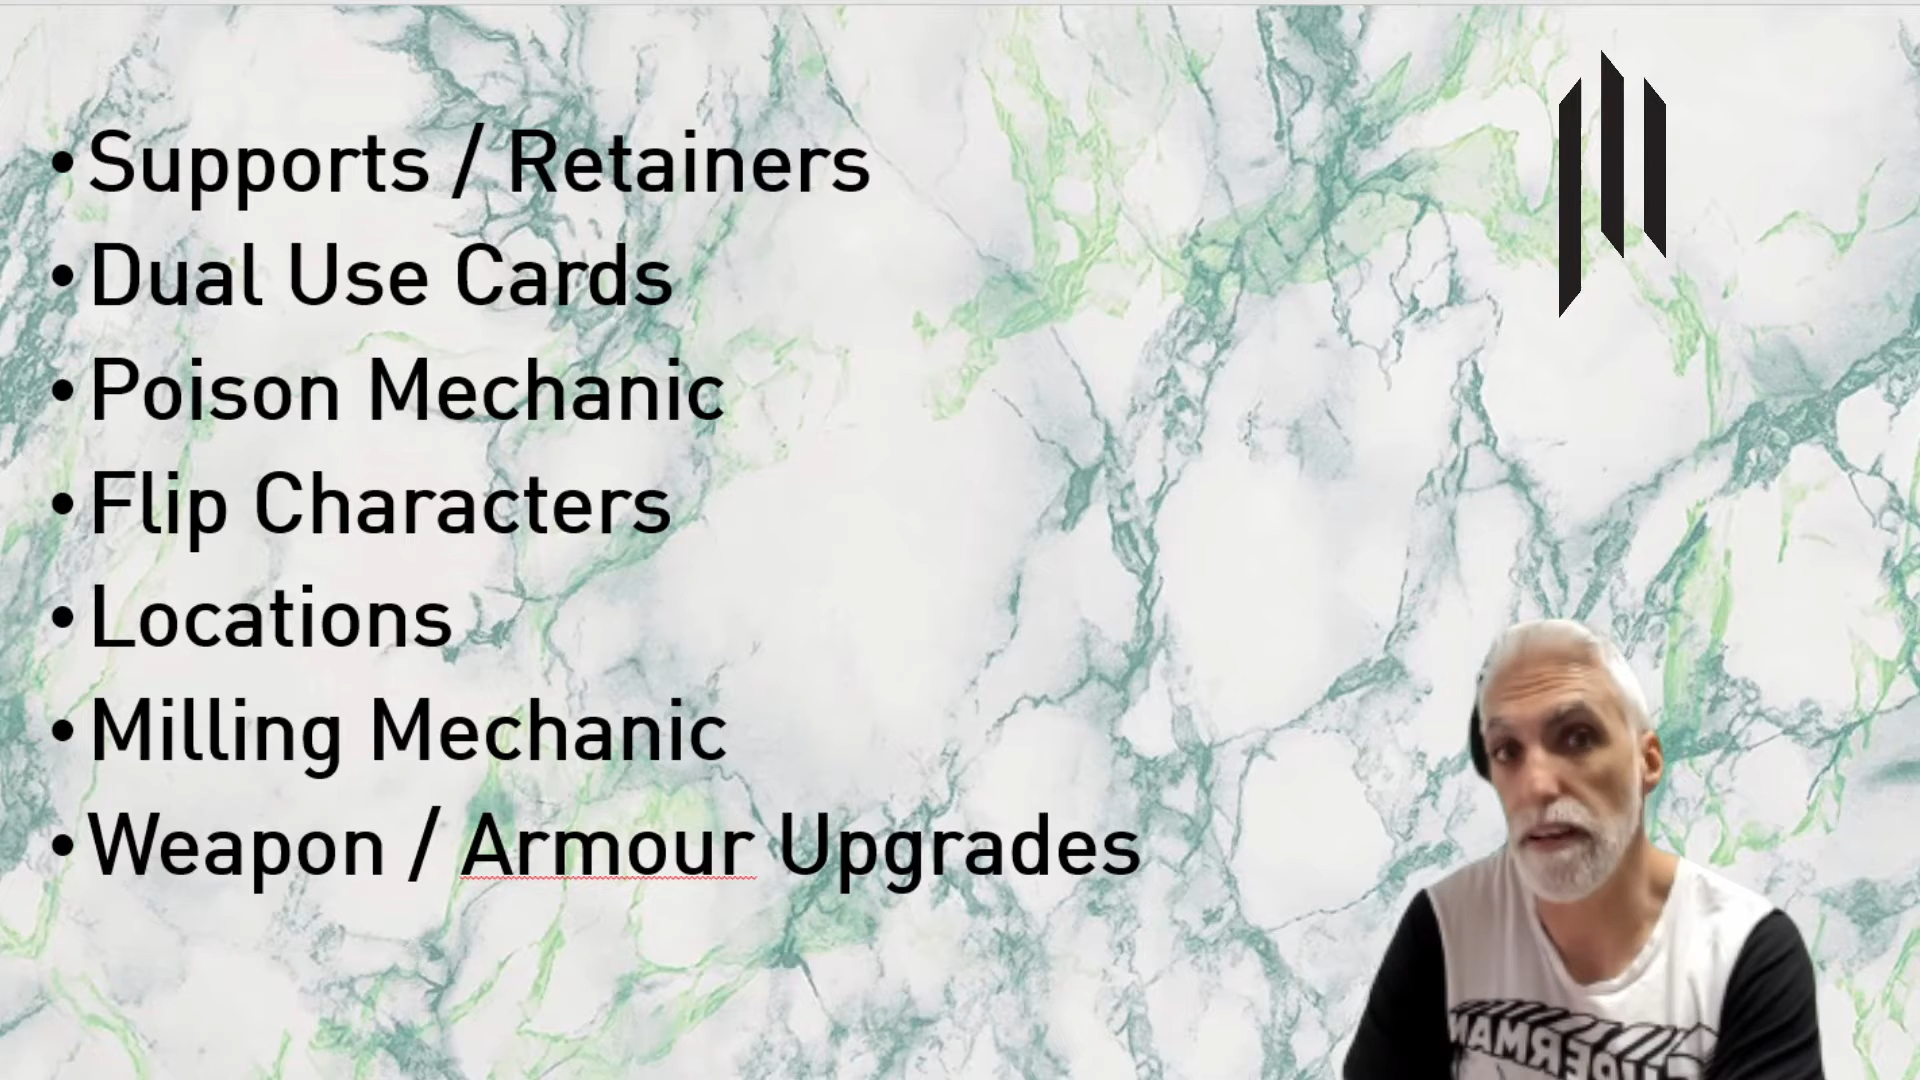 • Supports / Retainers
• Dual Use Cards
• Poison Mechanic
• Flip Characters
• Locations
• Milling Mechanic
• Weapon / Armour Upgrades